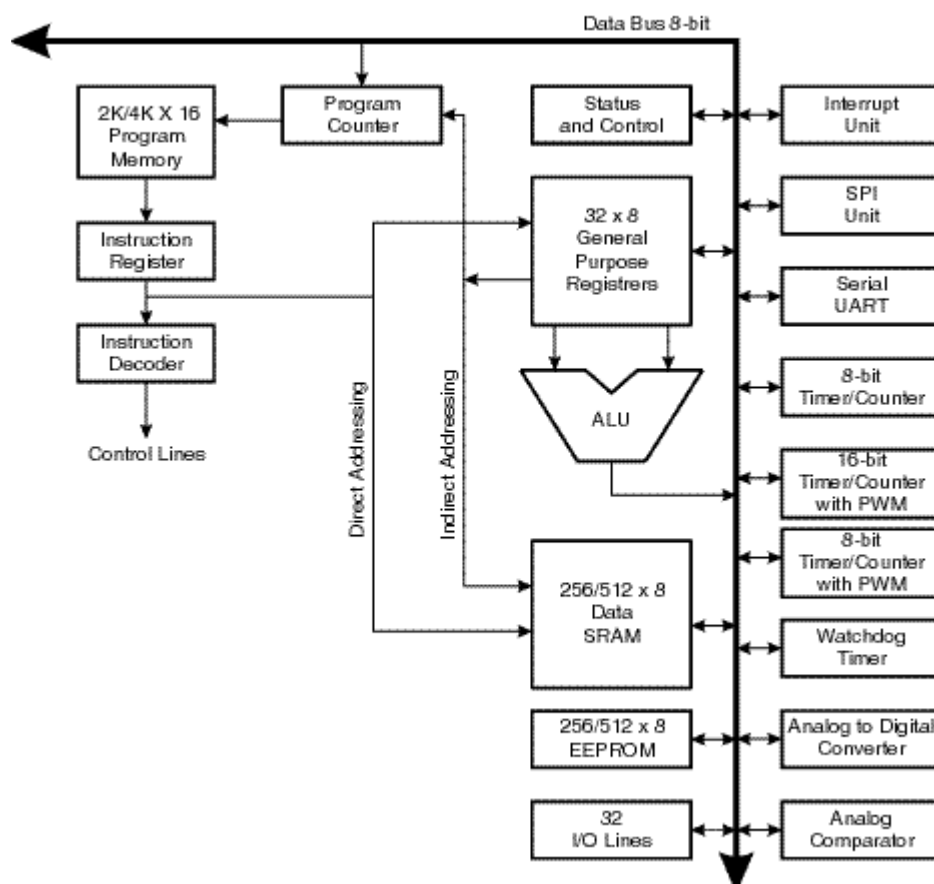 Data Bus 8-bit
2K/4K X 16
Program
Memory
Program
Counter
Status
and Control
Interrupt
Unit
Instruction
Register
32 x 8
General
Purpose
Registrers
SPI
Unit
Serial
UART
Instruction
Decoder
Control Lines
Direct Addressing
Indirect Addressing
ALU
8-bit
Timer/Counter
16-bit
Timer/Counter
with PWM
8-bit
Timer/Counter
with PWM
256/512 x 8
Data
SRAM
Watchdog
Timer
256/512 x 8
EEPROM
Analog to Digital
Converter
32
I/O Lines
Analog
Comparator